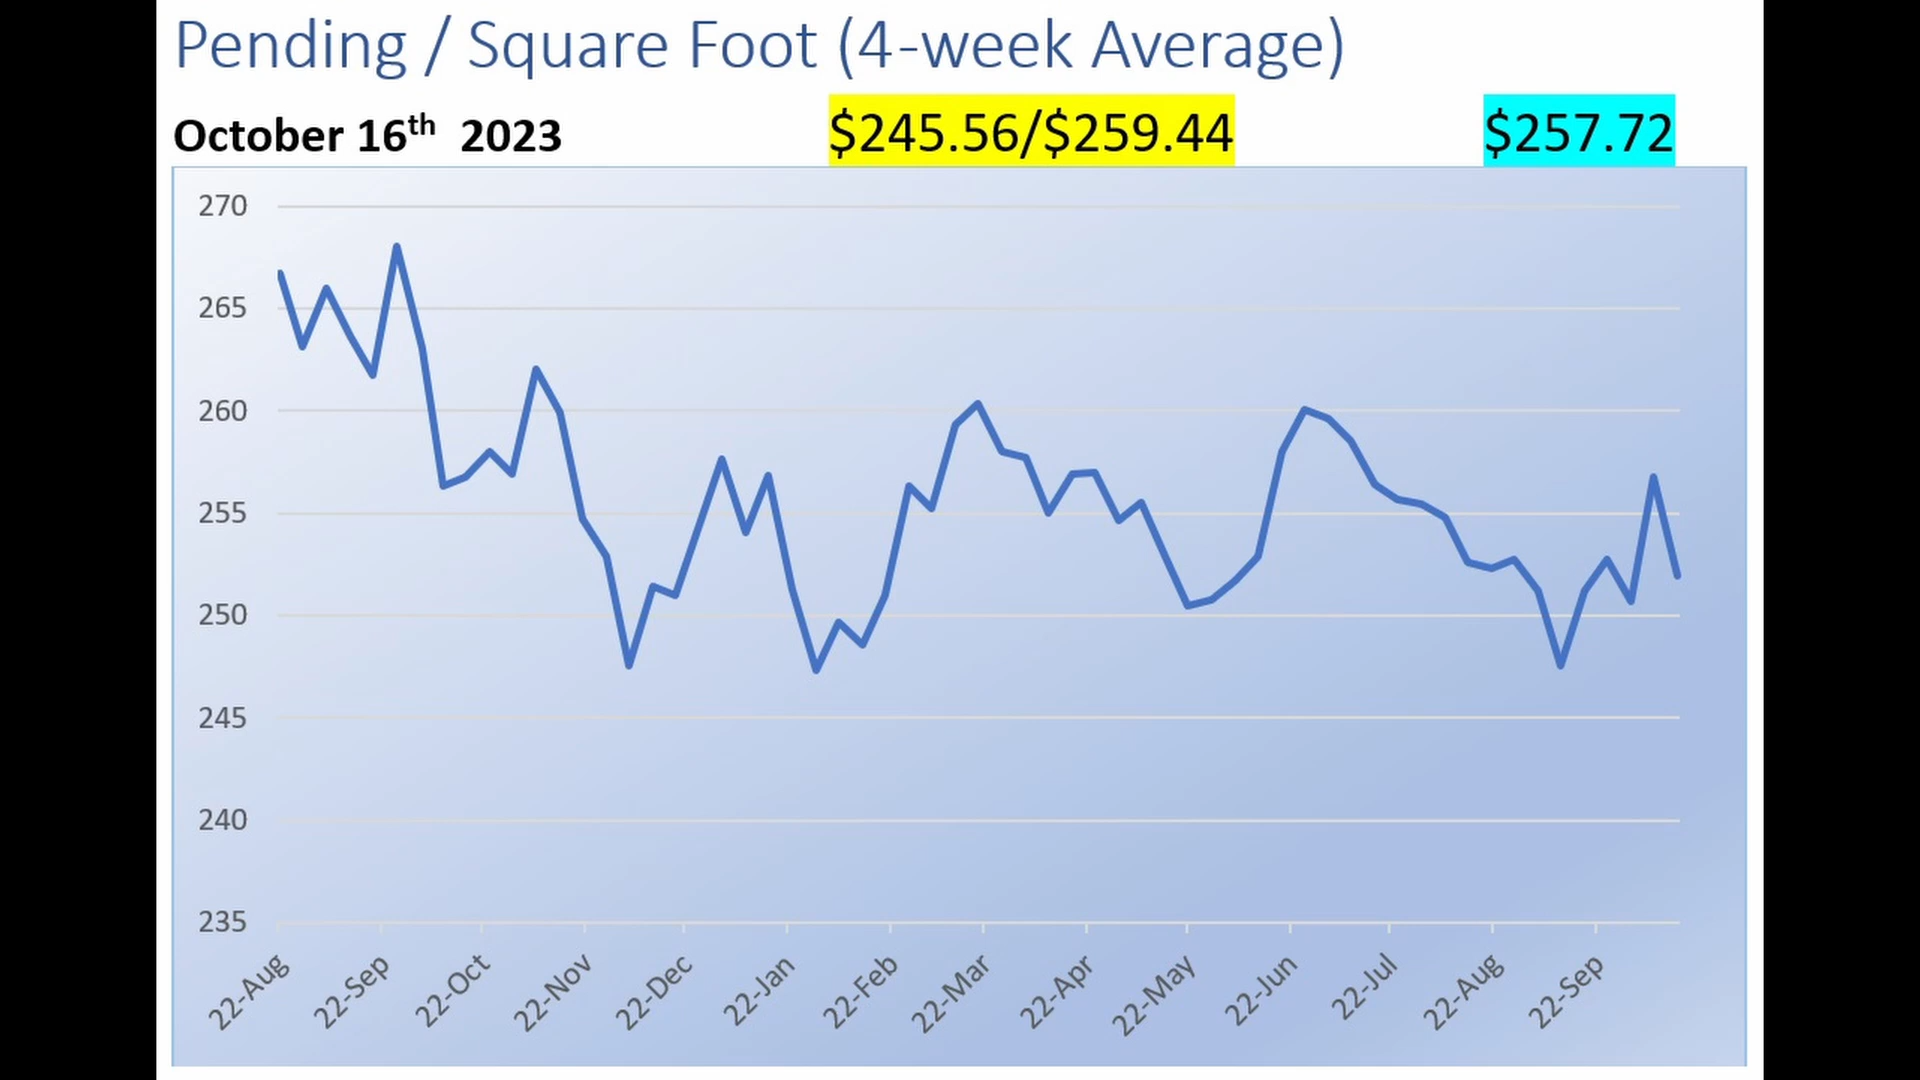 Pending / Square Foot (4-week Average)
October 16th 2023 $245.56/$259.44 $257.72
270
265
260
255
250
245
240
235
22-Aug 22-Sep 22-Oct 22-Nov 22-Dec 22-Jan 22-Feb 22-Mar 22-Apr 22-May 22-Jun 22-Jul 22-Aug 22-Sep